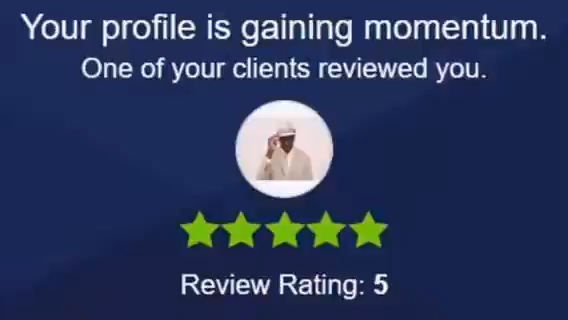 Your profile is gaining momentum.
One of your clients reviewed you.
Review Rating: 5